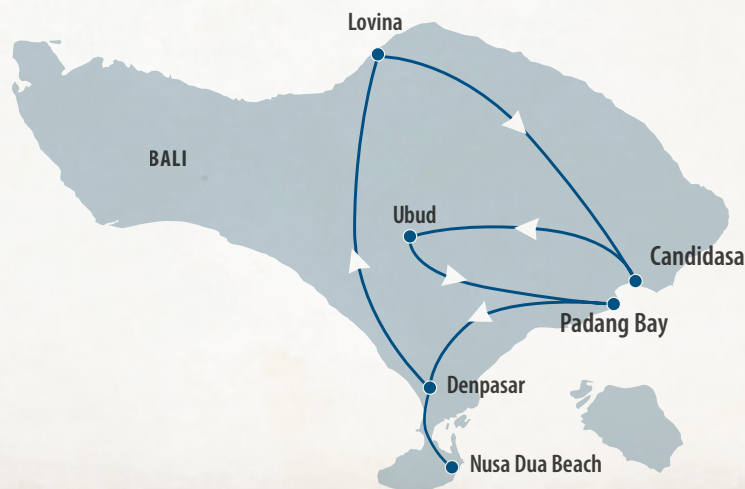 Lovina
BALI
Ubud
Candidasa
Padang Bay
Denpasar
Nusa Dua Beach